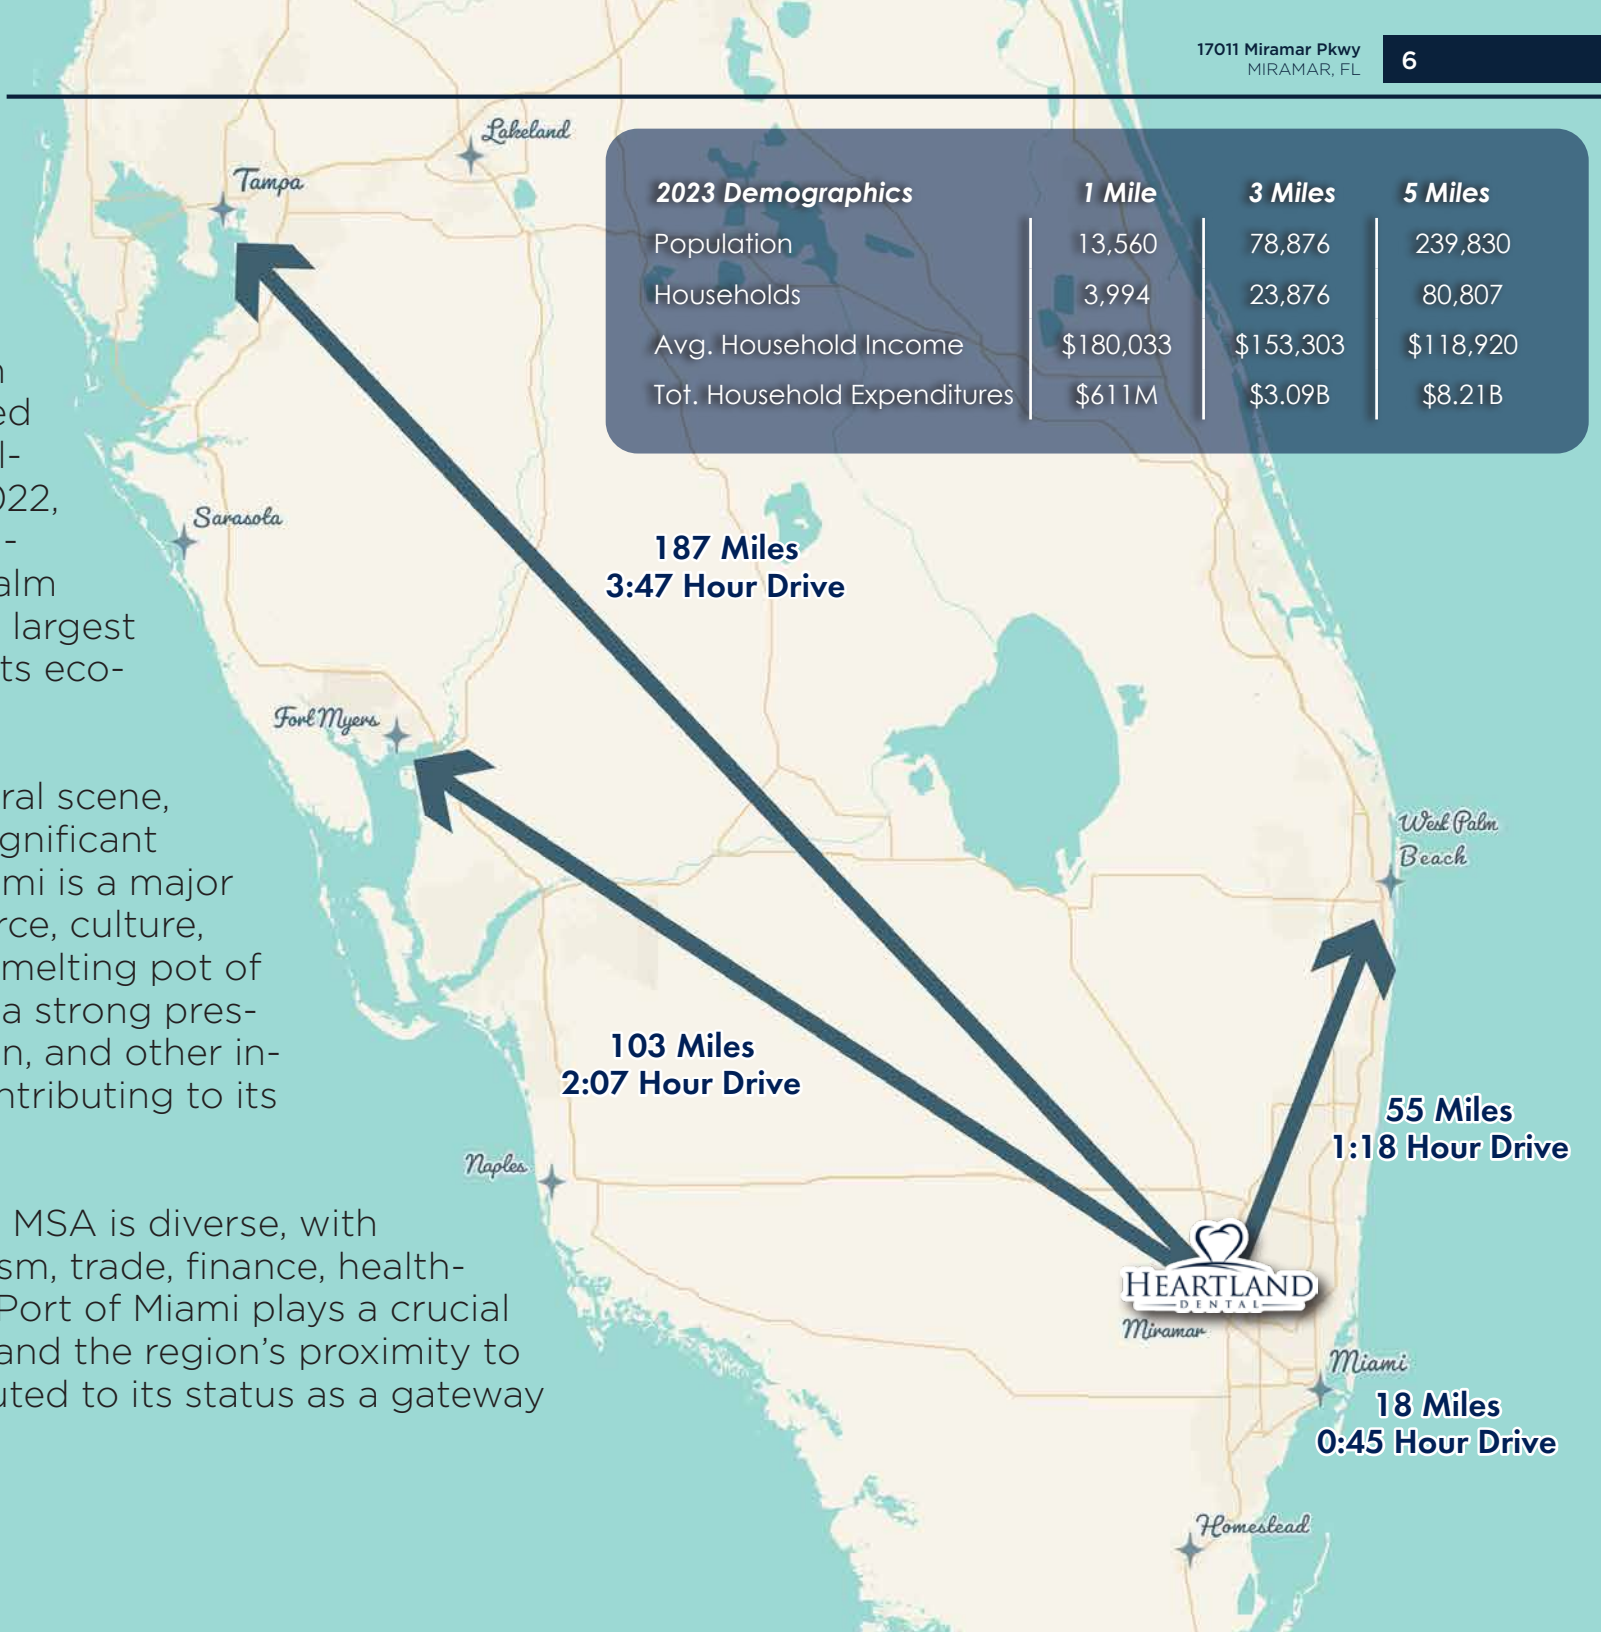 17011 Miramar Pkwy
MIRAMAR, FL
6
Lakeland
Tampa
2023 Demographics 1 Mile 3 Miles 5 Miles
Population 13,560 78,876 239,830
Households 3,994 23,876 80,807
Avg. Household Income $180,033 $153,303 $118,920
Tot. Household Expenditures $611M $3.09B $8.21B
ed
l-
022,
-
alm
largest
ts eco-
Sarasota
187 Miles
3:47 Hour Drive
Fort Myers
ral scene,
gnificant
mi is a major
rce, culture,
melting pot of
a strong pres-
n, and other in-
ntributing to its
West Palm
Beach
103 Miles
2:07 Hour Drive
55 Miles
1:18 Hour Drive
Naples
MSA is diverse, with
sm, trade, finance, health-
Port of Miami plays a crucial
and the region's proximity to
uted to its status as a gateway
HEARTLAND
DENTAL
Miramar
Miami
18 Miles
0:45 Hour Drive
Homestead